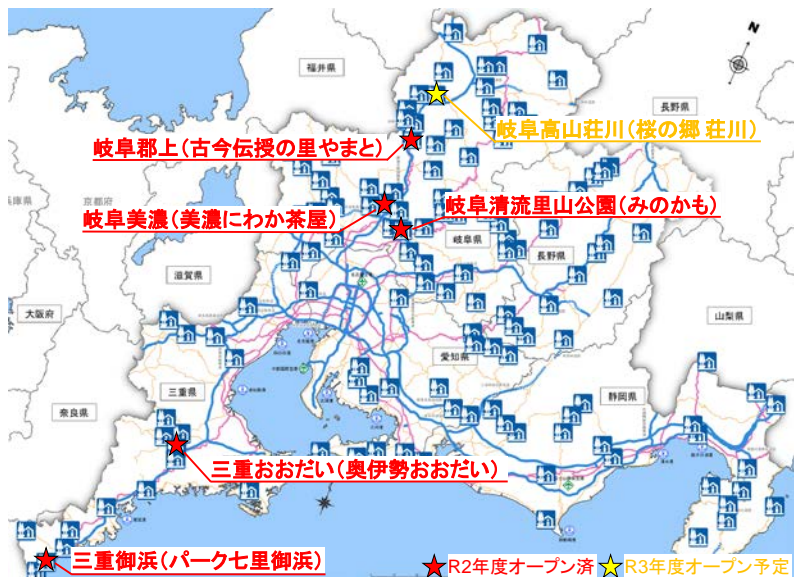 N
福井県
長野県
岐阜高山荘川(桜の郷 荘川)
岐阜郡上(古今伝授の里やまと)
兵庫県
京都府
岐阜美濃(美濃にわか茶屋)
岐阜清流里山公園(みのかも)
岐阜県
長野県
滋賀県
大阪府
山梨県
愛知県
三重県
静岡県
奈良県
三重おおだい(奥伊勢おおだい)
三重御浜(パーク七里御浜)
R2年度オープン済
R3年度オープン予定